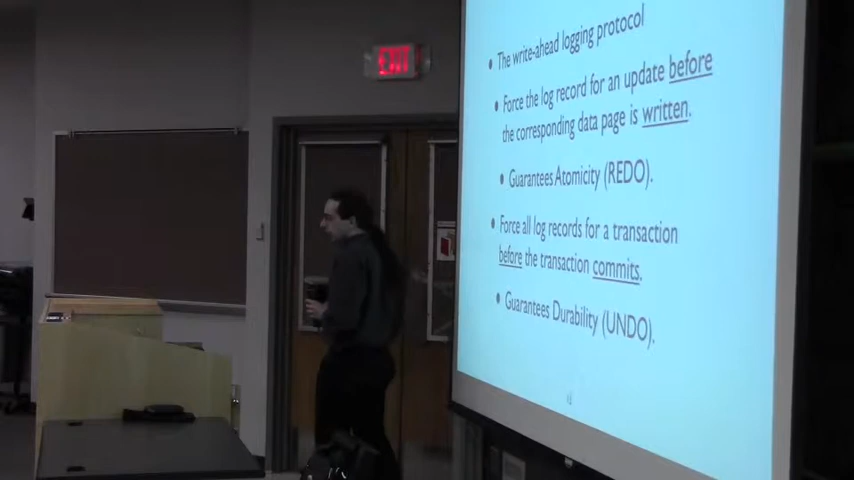 EXIT
• The write-ahead logging protocol
• Force the log record for an update before
the corresponding data page is written.
• Guarantees Atomicity (REDO).
• Force all log records for a transaction
before the transaction commits.
• Guarantees Durability (UNDO).